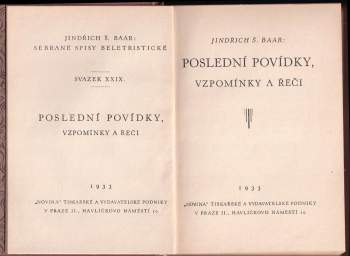 JINDŘICH Š. BAAR:
SEBRANÉ SPISY BELETRISTICKÉ
SVAZEK XXIX.
POSLEDNÍ POVÍDKY,
VZPOMÍNKY A ŘEČI
1933
„NOVINA" TISKAŘSKÉ A VYDAVATELSKÉ PODNIKY
V PRAZE II., HAVLÍČKOVO NÁMĚSTÍ 10
JINDŘICH Š. BAAR:
POSLEDNÍ POVÍDKY,
VZPOMÍNKY A ŘEČI
1933
„NOVINA" TISKAŘSKÉ A VYDAVATELSKÉ PODNIKY
V PRAZE II., HAVLÍČKOVO NÁMĚSTÍ 10